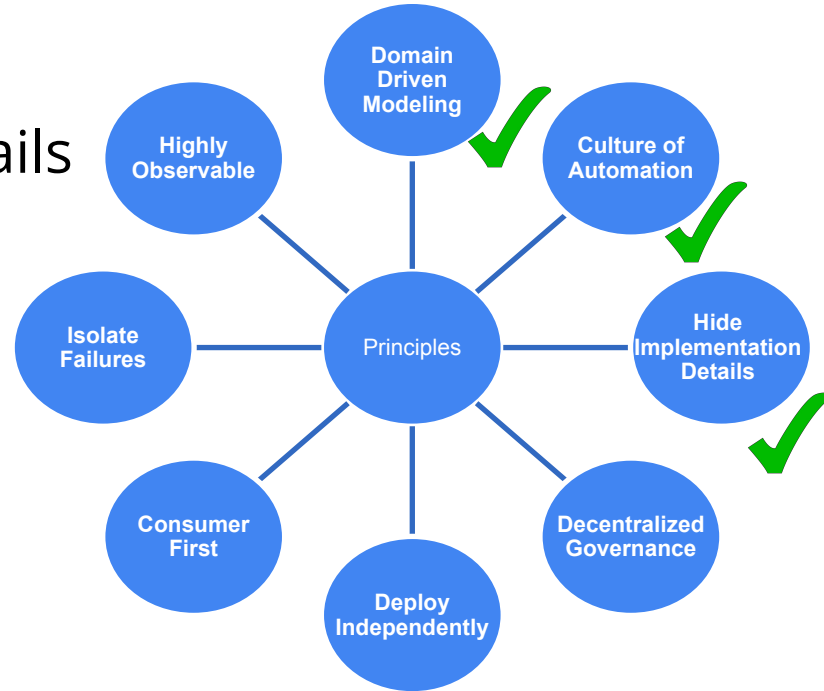 ails
Domain
Driven
Modeling
Highly
Observable
Culture of
Automation
Isolate
Failures
Principles
Hide
Implementation
Details
Consumer
First
Decentralized
Governance
Deploy
Independently